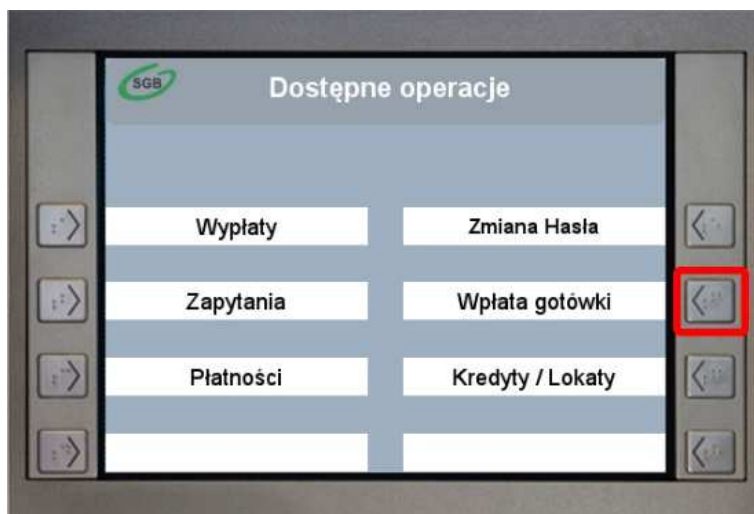 SGB
Dostępne operacje
Wypłaty
Zmiana Hasła
Zapytania
Wpłata gotówki
Płatności
Kredyty / Lokaty